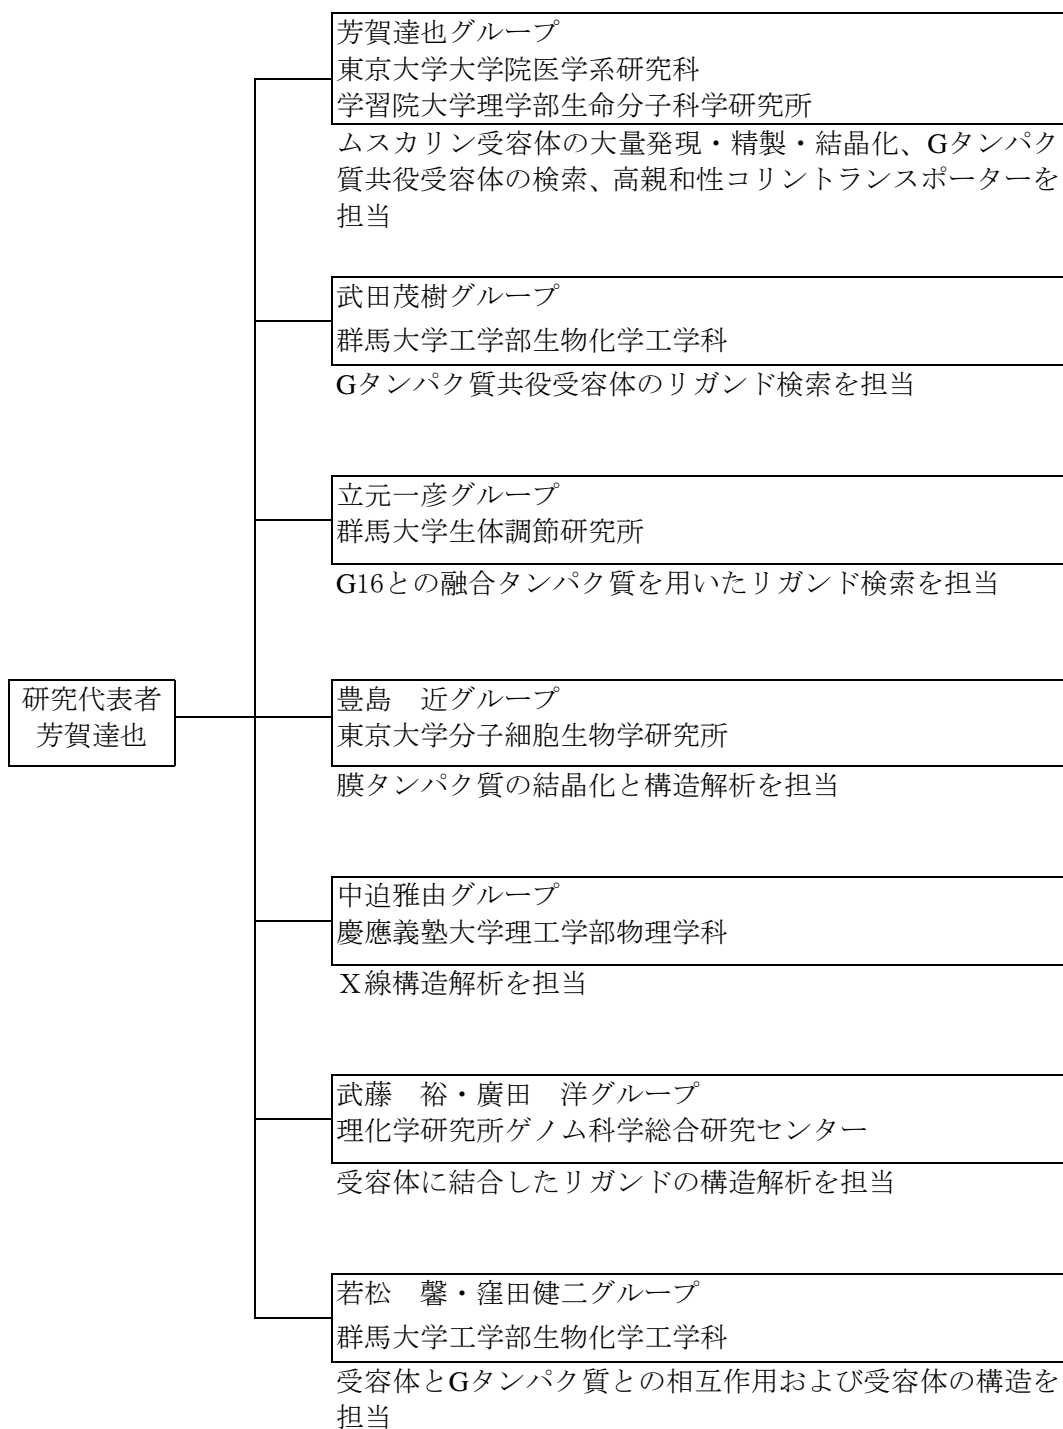 芳賀達也グループ
東京大学大学院医学系研究科
学習院大学理学部生命分子科学研究所
ムスカリン受容体の大量発現・精製・結晶化、Gタンパク
質共役受容体の検索、高親和性コリントランスポーターを
担当
武田茂樹グループ
群馬大学工学部生物化学工学科
Gタンパク質共役受容体のリガンド検索を担当
立元一彦グループ
群馬大学生体調節研究所
G16との融合タンパク質を用いたリガンド検索を担当
研究代表者
芳賀達也
豊島　近グループ
東京大学分子細胞生物学研究所
膜タンパク質の結晶化と構造解析を担当
中迫雅由グループ
慶應義塾大学理工学部物理学科
Ｘ線構造解析を担当
武藤　裕・廣田　洋グループ
理化学研究所ゲノム科学総合研究センター
受容体に結合したリガンドの構造解析を担当
若松　馨・窪田健二グループ
群馬大学工学部生物化学工学科
受容体とGタンパク質との相互作用および受容体の構造を
担当